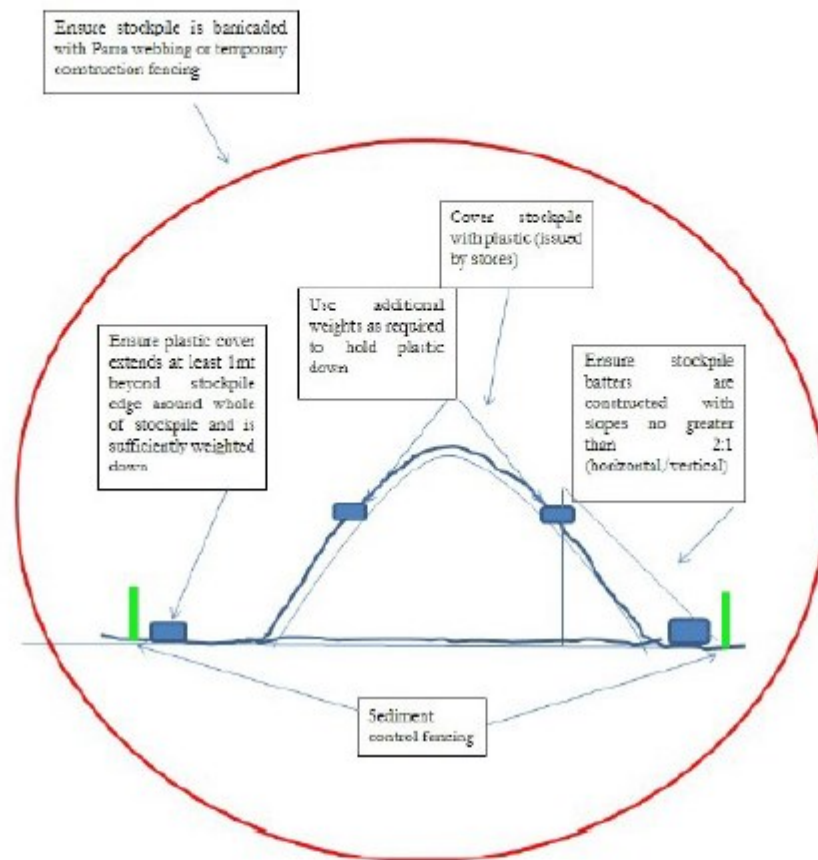 Ensure stockpile is barricaded
with Parra webbing or temporary
construction fencing
Cover stockpile
with plastic (issued
by stores)
Use additional
weights as required
to hold plastic
down
Ensure plastic cover
extends at least 1mt
beyond stockpile
edge around whole
of stockpile and is
sufficiently weighted
down
Ensure stockpile
batters are
constructed with
slopes no greater
than 2:1
(horizontal/vertical)
Sediment
control fencing